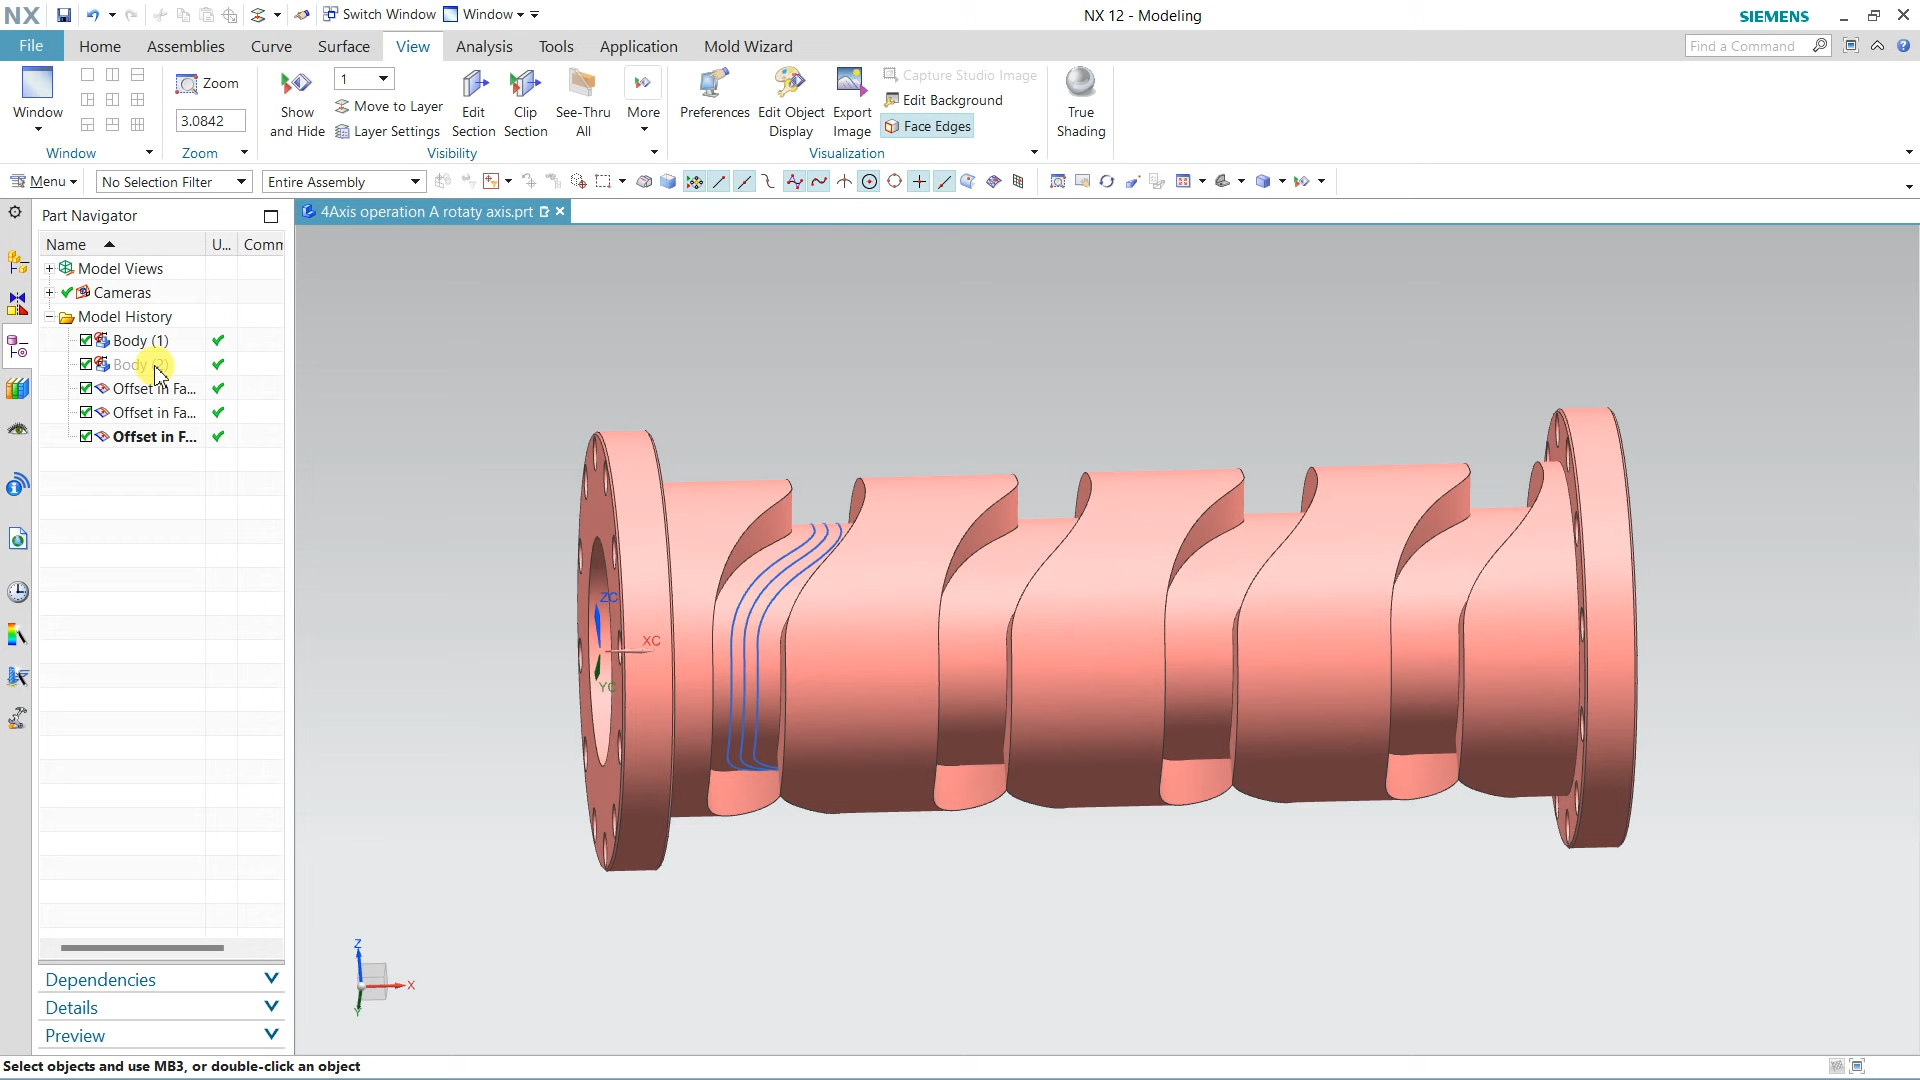 NX
Switch Window
Window
NX 12 - Modeling
SIEMENS
File
Home
Assemblies
Curve
Surface
View
Analysis
Tools
Application
Mold Wizard
Find a Command
Window
Zoom
3.0842
Show
and Hide
1
Move to Layer
Layer Settings
Edit
Section
Clip
Section
See-Thru
All
More
Preferences
Edit Object
Display
Export
Image
Capture Studio Image
Edit Background
Face Edges
True
Shading
Window
Zoom
Visibility
Visualization
Menu
No Selection Filter
Entire Assembly
Part Navigator
4Axis operation A rotaty axis.prt
Name
U...
Comm
Model Views
Cameras
Model History
Body (1)
Body (2)
Offset in Fa...
Offset in Fa...
Offset in F...
ZC
XC
YC
Z
X
Y
Dependencies
Details
Preview
Select objects and use MB3, or double-click an object